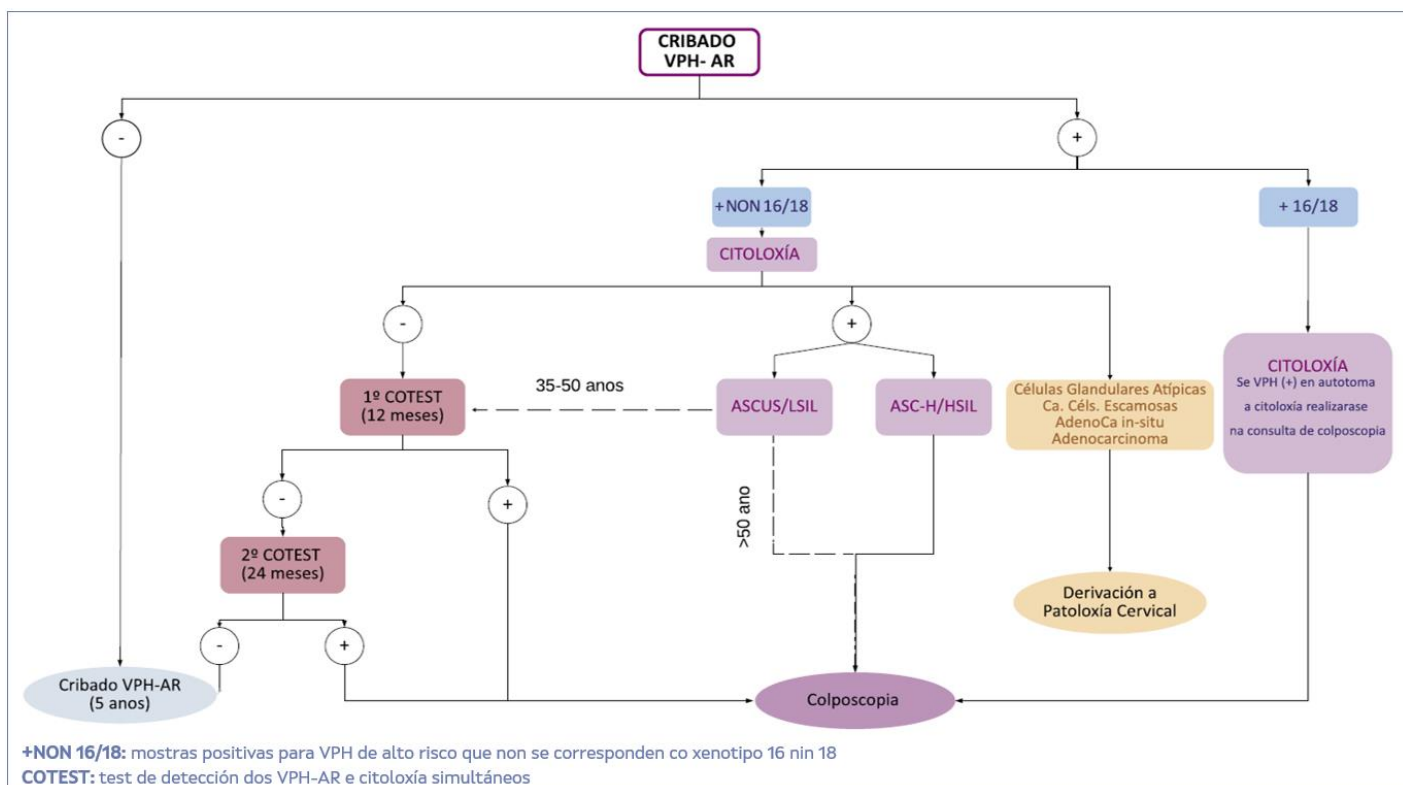 CRIBADO
VPH- AR
-
+
+NON 16/18
+ 16/18
CITOLOXÍA
-
+
1º COTEST
(12 meses)
35-50 anos
ASCUS/LSIL
ASC-H/HSIL
Células Glandulares Atípicas
Ca. Céls. Escamosas
AdenoCa in-situ
Adenocarcinoma
CITOLOXÍA
Se VPH (+) en autotoma
a citoloxía realizarase
na consulta de colposcopia
-
+
>50 ano
2º COTEST
(24 meses)
Derivación a
Patoloxía Cervical
-
+
Cribado VPH-AR
(5 anos)
Colposcopia
+NON 16/18: mostras positivas para VPH de alto risco que non se corresponden co xenotipo 16 nin 18
COTEST: test de detección dos VPH-AR e citoloxía simultáneos